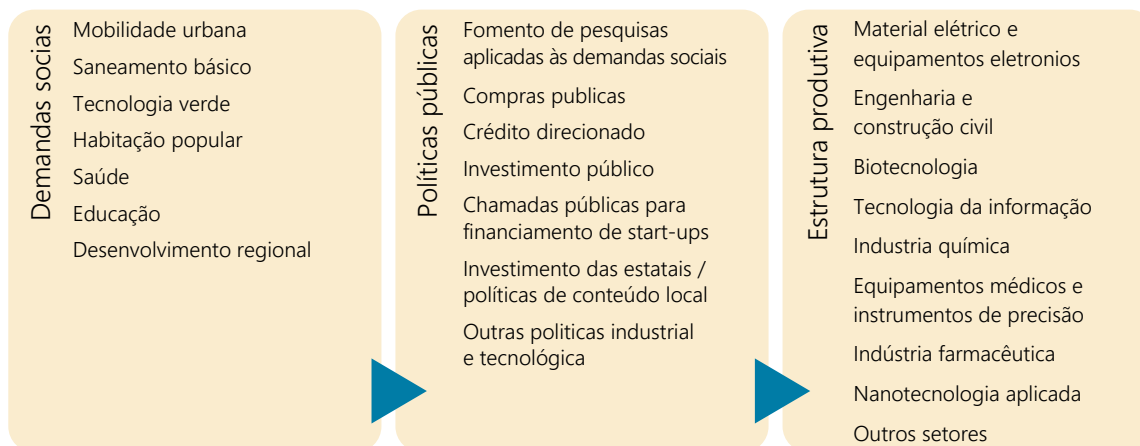 Demandas socias
Mobilidade urbana
Saneamento básico
Tecnologia verde
Habitação popular
Saúde
Educação
Desenvolvimento regional
Políticas públicas
Fomento de pesquisas
aplicadas às demandas sociais
Compras publicas
Crédito direcionado
Investimento público
Chamadas públicas para
financiamento de start-ups
Investimento das estatais /
políticas de conteúdo local
Outras politicas industrial
e tecnológica
Estrutura produtiva
Material elétrico e
equipamentos eletronios
Engenharia e
construção civil
Biotecnologia
Tecnologia da informação
Industria química
Equipamentos médicos e
instrumentos de precisão
Indústria farmacêutica
Nanotecnologia aplicada
Outros setores